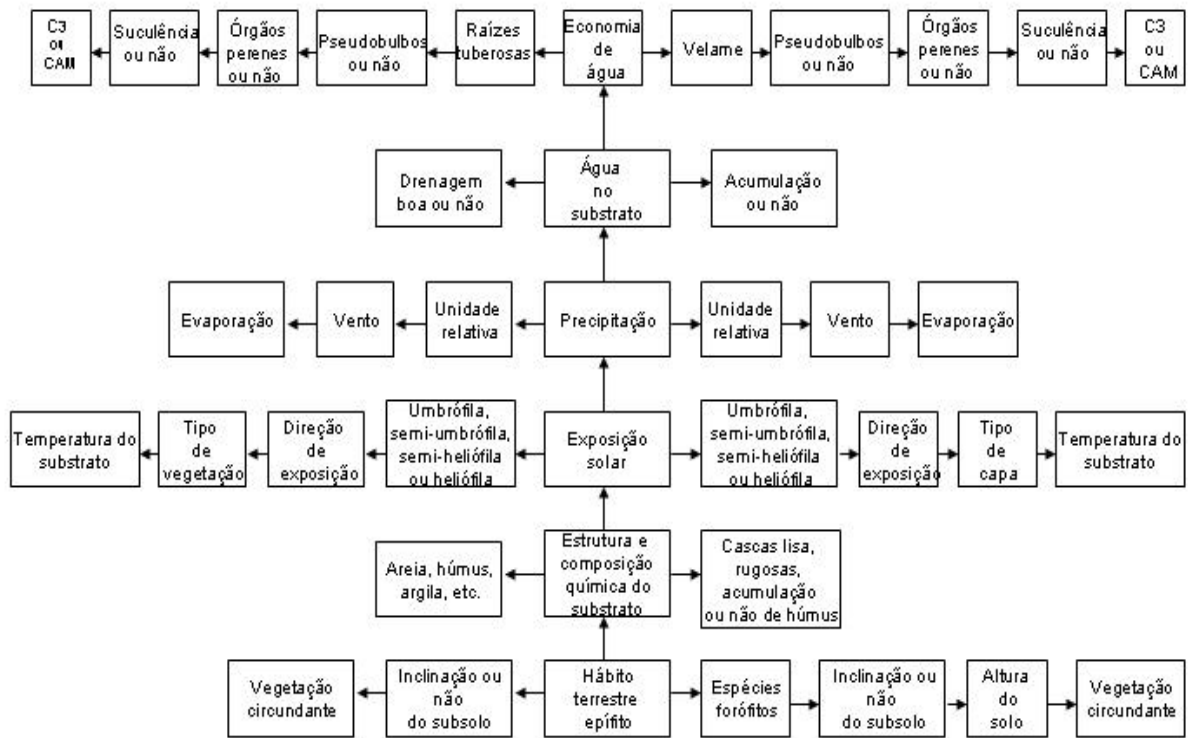 C3
ou
CAM
Suculência
ou não
Órgãos
perenes
ou não
Pseudobulbos
ou não
Raízes
tuberosas
Economia
de
água
Velame
Pseudobulbos
ou não
Órgãos
perenes
ou não
Suculência
ou não
C3
ou
CAM
Drenagem
boa ou não
Água
no
substrato
Acumulação
ou não
Evaporação
Vento
Unidade
relativa
Precipitação
Unidade
relativa
Vento
Evaporação
Temperatura do
substrato
Tipo
de
vegetação
Direção
de
exposição
Umbrófila,
semi-umbrófila,
semi-heliófila
ou heliófila
Exposição
solar
Umbrófila,
semi-umbrófila,
semi-heliófila
ou heliófila
Direção
de
exposição
Tipo
de
capa
Temperatura do
substrato
Areia, húmus,
argila, etc.
Estrutura e
composição
química do
substrato
Cascas lisa,
rugosas,
acumulação
ou não de húmus
Vegetação
circundante
Inclinação ou
não
do subsolo
Hábito
terrestre
epífito
Espécies
forófitos
Inclinação ou
não
do subsolo
Altura
do
solo
Vegetação
circundante